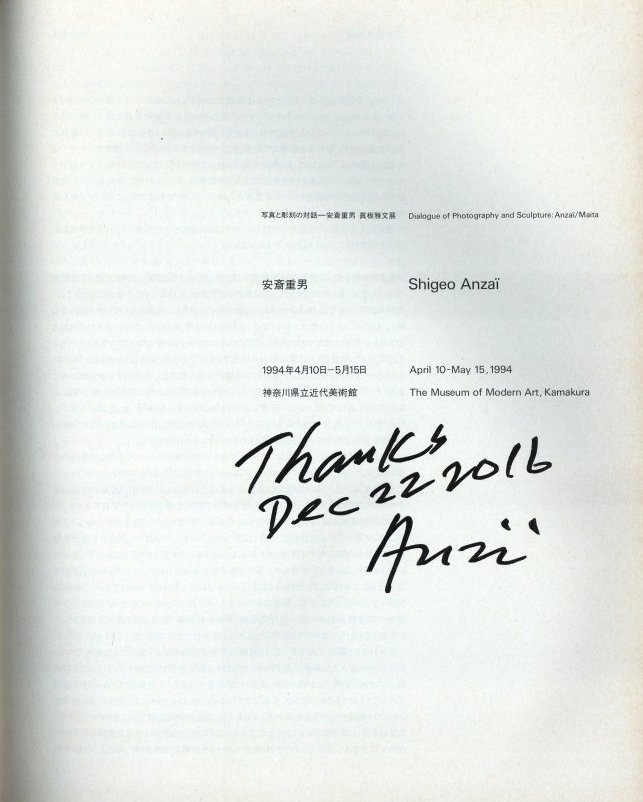 写真と彫刻の対話—安斎重男 眞板雅文展 Dialogue of Photography and Sculpture: Anzaï/Maita
安斎重男 Shigeo Anzaï
1994年4月10日—5月15日 April 10-May 15, 1994
神奈川県立近代美術館 The Museum of Modern Art, Kamakura
Thanks
Dec 22 2016
Anzaï